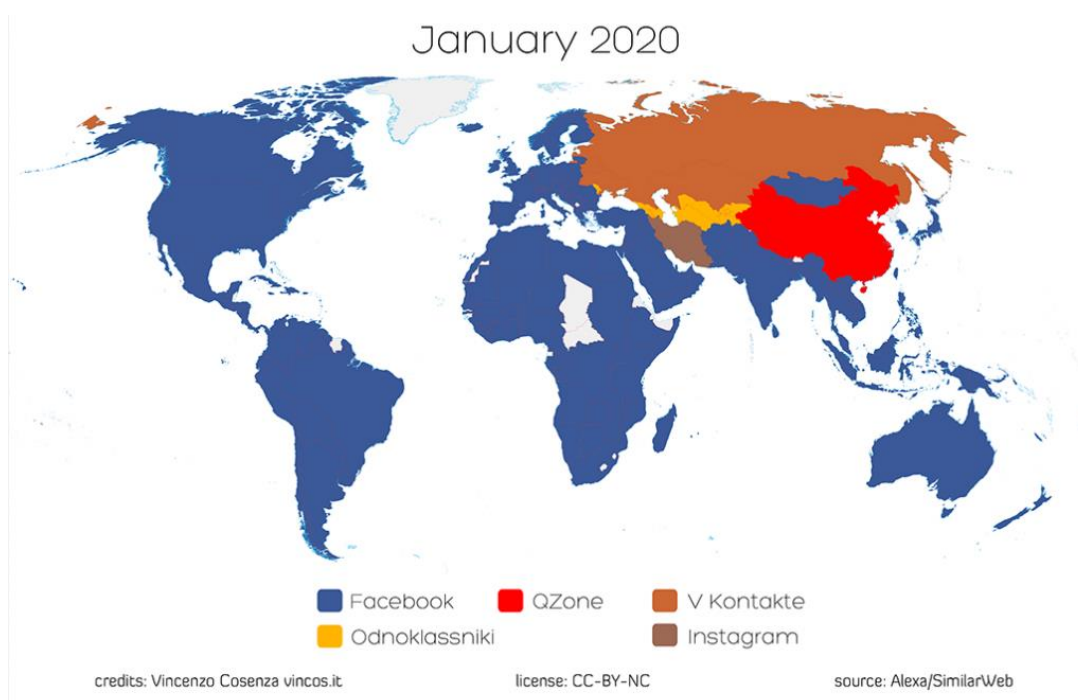 January 2020
Facebook QZone V Kontakte
Odnoklassniki Instagram
credits: Vincenzo Cosenza vincos.it license: CC-BY-NC source: Alexa/SimilarWeb